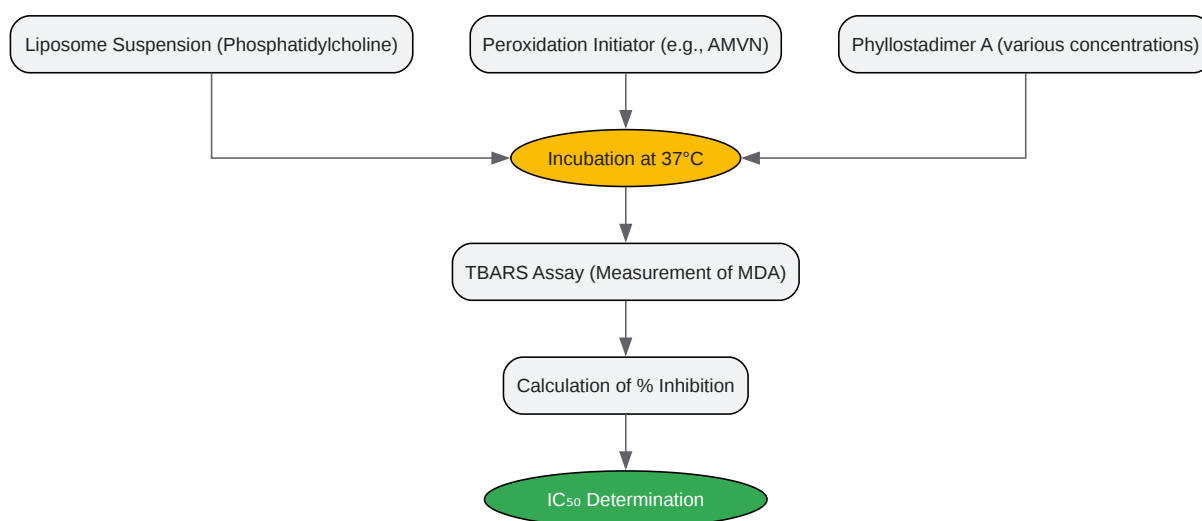 Liposome Suspension (Phosphatidylcholine)
Peroxidation Initiator (e.g., AMVN)
Phyllostadimer A (various concentrations)
Incubation at 37°C
TBARS Assay (Measurement of MDA)
Calculation of % Inhibition
IC₅₀ Determination